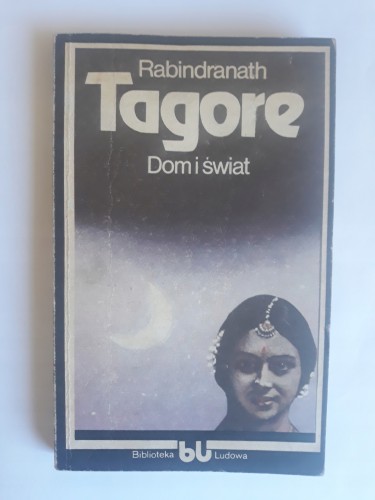 Rabindranath
Tagore
Dom i świat
Biblioteka bl Ludowa